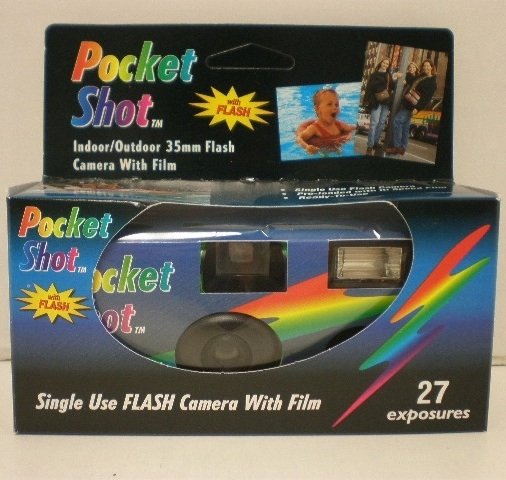 Pocket
Shot™
with
FLASH
Indoor/Outdoor 35mm Flash
Camera With Film
• Single Use Flash Camera
• Ready-To-Use
Pocket
Shot™
with
FLASH
ocket
ot™
Single Use FLASH Camera With Film
27
exposures